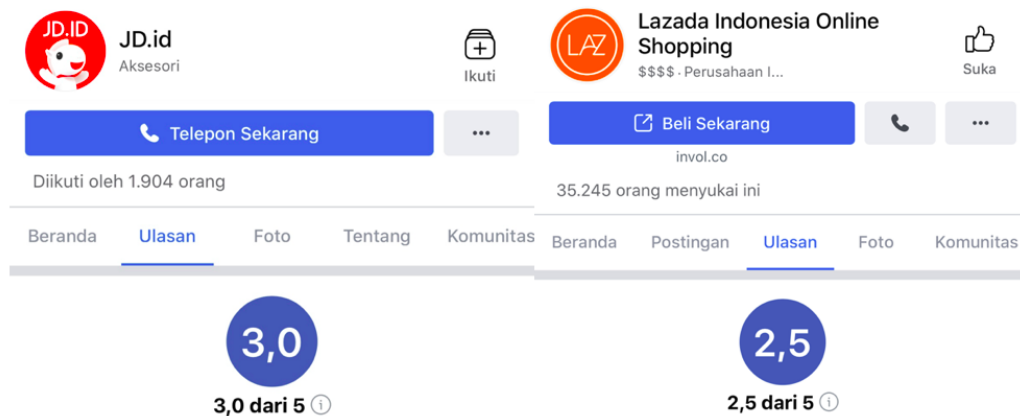 JD.ID
JD.id
Aksesori
Ikuti
Telepon Sekarang
Diikuti oleh 1.904 orang
Beranda Ulasan Foto Tentang Komunitas
3,0
3,0 dari 5
LAZ
Lazada Indonesia Online
Shopping
$$$$ · Perusahaan I...
Suka
Beli Sekarang
invol.co
35.245 orang menyukai ini
Beranda Postingan Ulasan Foto Komunitas
2,5
2,5 dari 5